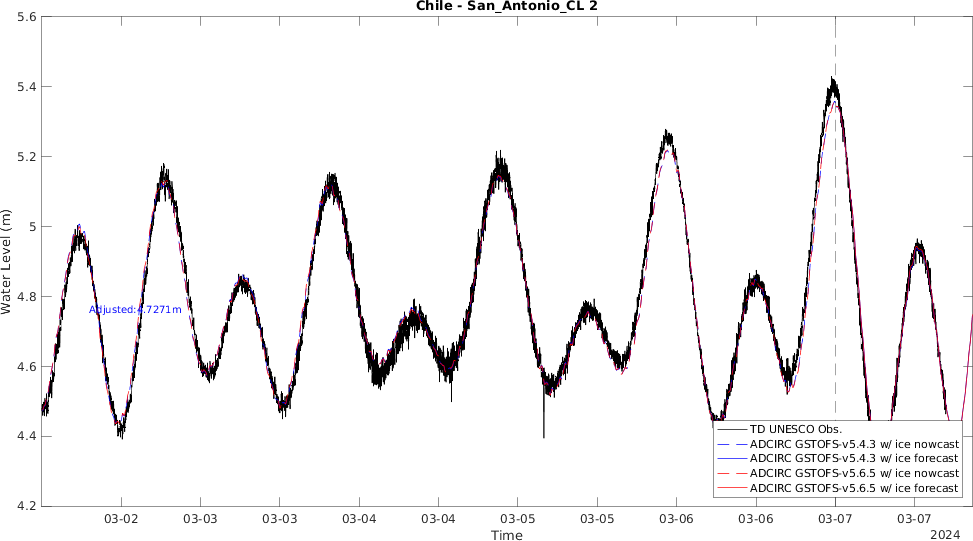 Chile - San_Antonio_CL 2
5.6
5.4
5.2
5
4.8
4.6
4.4
4.2
Water Level (m)
Adjusted:4.7271m
TD UNESCO Obs.
ADCIRC GSTOFS-v5.4.3 w/ ice nowcast
ADCIRC GSTOFS-v5.4.3 w/ ice forecast
ADCIRC GSTOFS-v5.6.5 w/ ice nowcast
ADCIRC GSTOFS-v5.6.5 w/ ice forecast
03-02 03-03 03-03 03-04 03-04 03-05 03-05 03-06 03-06 03-07 03-07
Time
2024